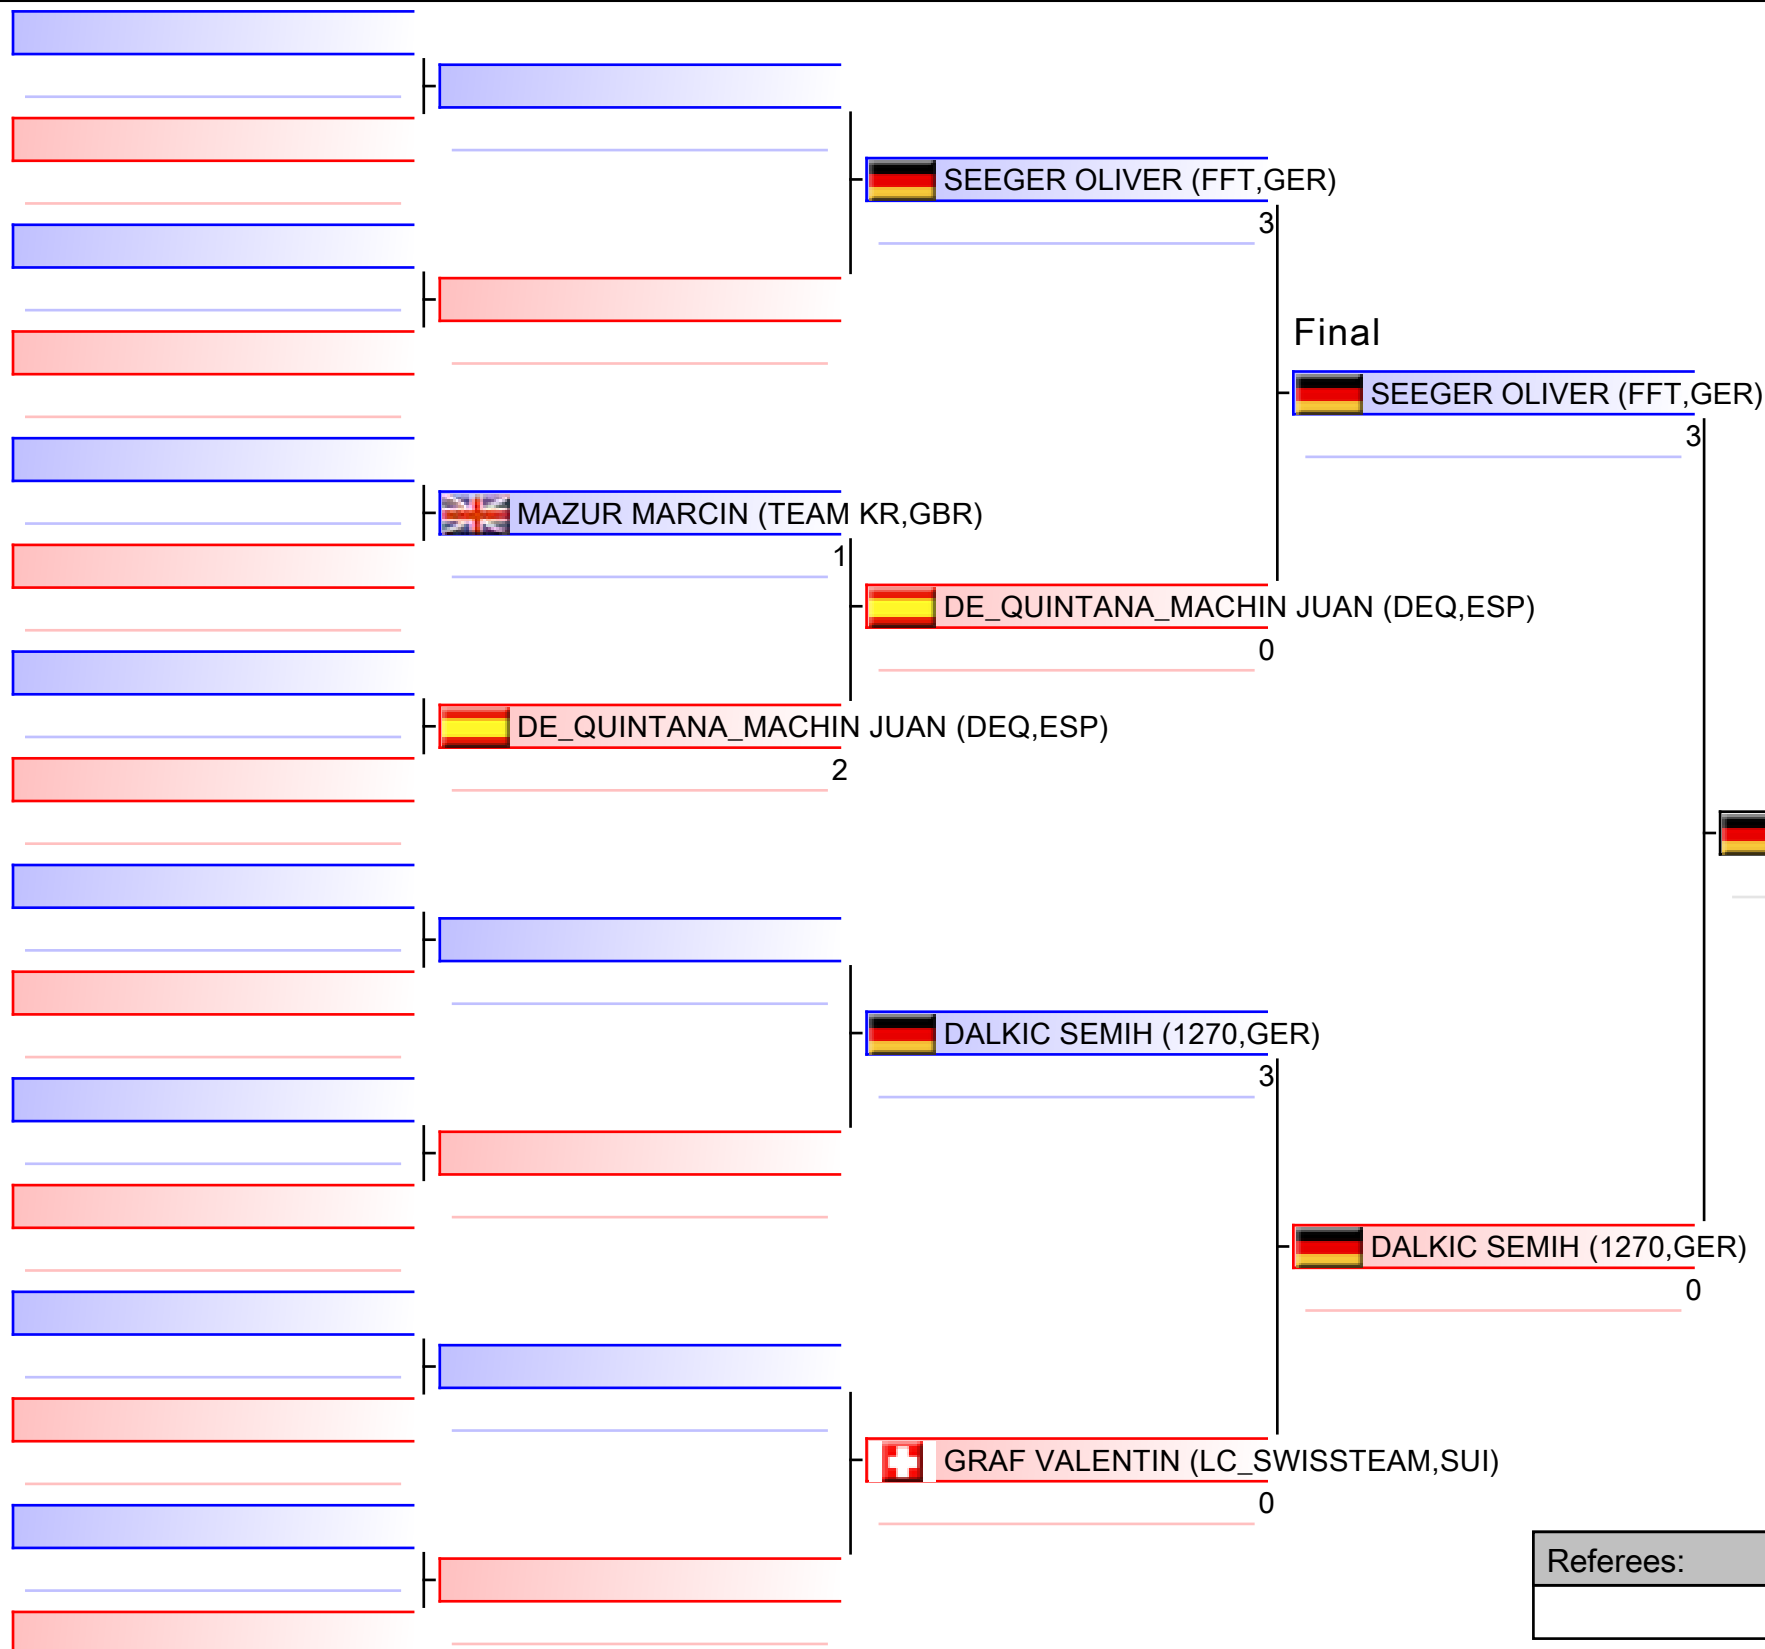 SEEGER OLIVER (FFT,GER)
3
Final
SEEGER OLIVER (FFT,GER)
3
MAZUR MARCIN (TEAM KR,GBR)
1
DE_QUINTANA_MACHIN JUAN (DEQ,ESP)
0
DE_QUINTANA_MACHIN JUAN (DEQ,ESP)
2
DALKIC SEMIH (1270,GER)
3
DALKIC SEMIH (1270,GER)
0
GRAF VALENTIN (LC_SWISSTEAM,SUI)
0
Referees: